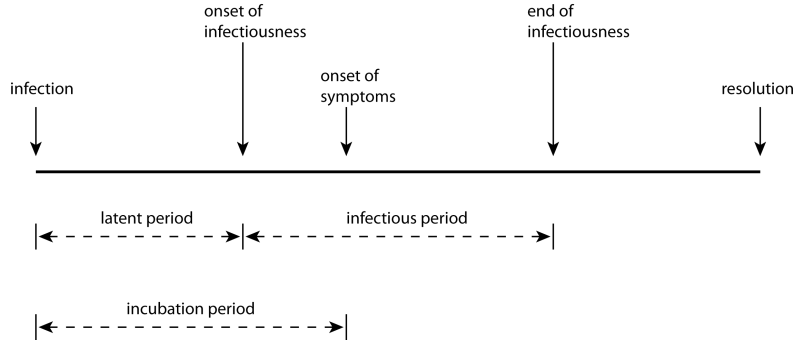 onset of
infectiousness
end of
infectiousness
infection
onset of
symptoms
resolution
latent period
infectious period
incubation period